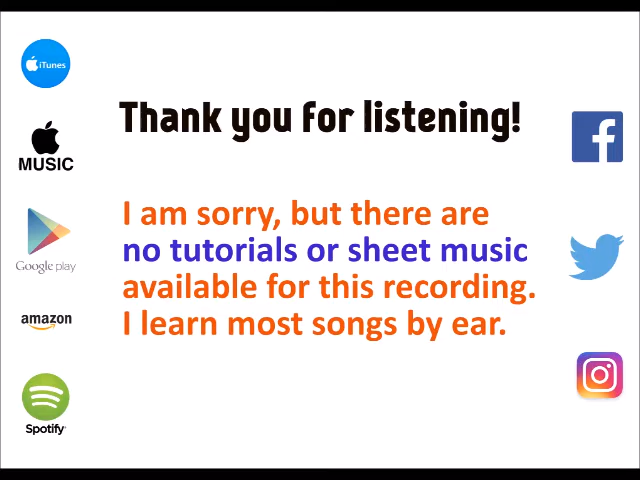 iTunes
Thank you for listening!
MUSIC
I am sorry, but there are
no tutorials or sheet music
Google play
available for this recording.
amazon
I learn most songs by ear.
Spotify